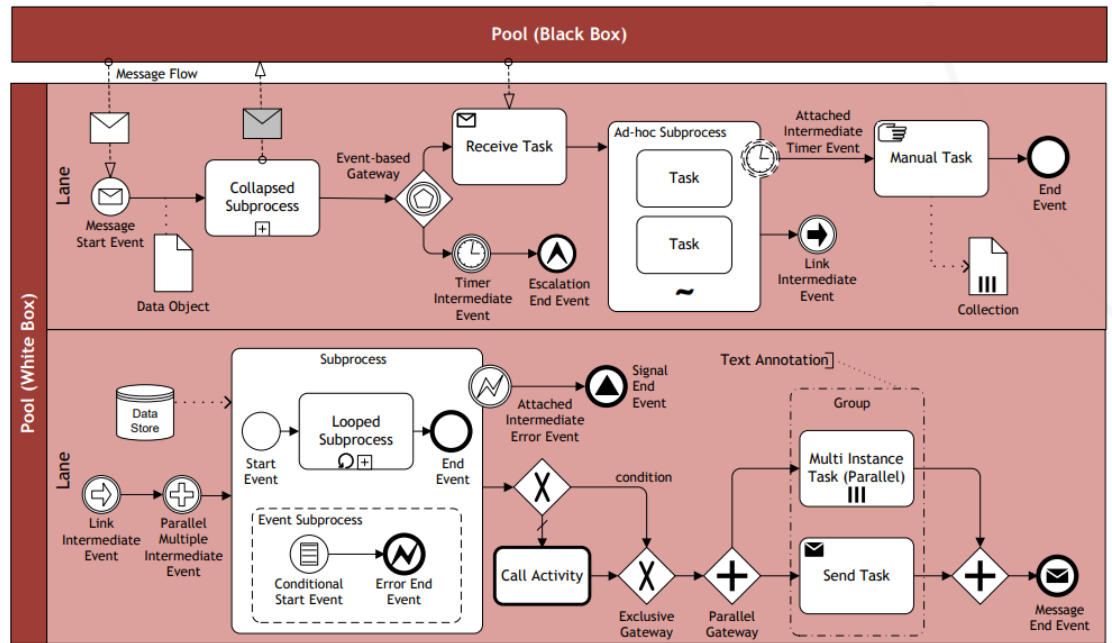 Pool (Black Box)
Message Flow
Pool (White Box)
Lane
Message
Start Event
Data Object
Collapsed
Subprocess
Event-based
Gateway
Receive Task
Timer
Intermediate
Event
Escalation
End Event
Ad-hoc Subprocess
Task
Task
Attached
Intermediate
Timer Event
Link
Intermediate
Event
Manual Task
End
Event
Collection
Lane
Data
Store
Link
Intermediate
Event
Parallel
Multiple
Intermediate
Event
Subprocess
Start
Event
Looped
Subprocess
End
Event
Event Subprocess
Conditional
Start Event
Error End
Event
Attached
Intermediate
Error Event
Signal
End
Event
condition
Call Activity
Exclusive
Gateway
Parallel
Gateway
Text Annotation
Group
Multi Instance
Task (Parallel)
Send Task
Message
End Event